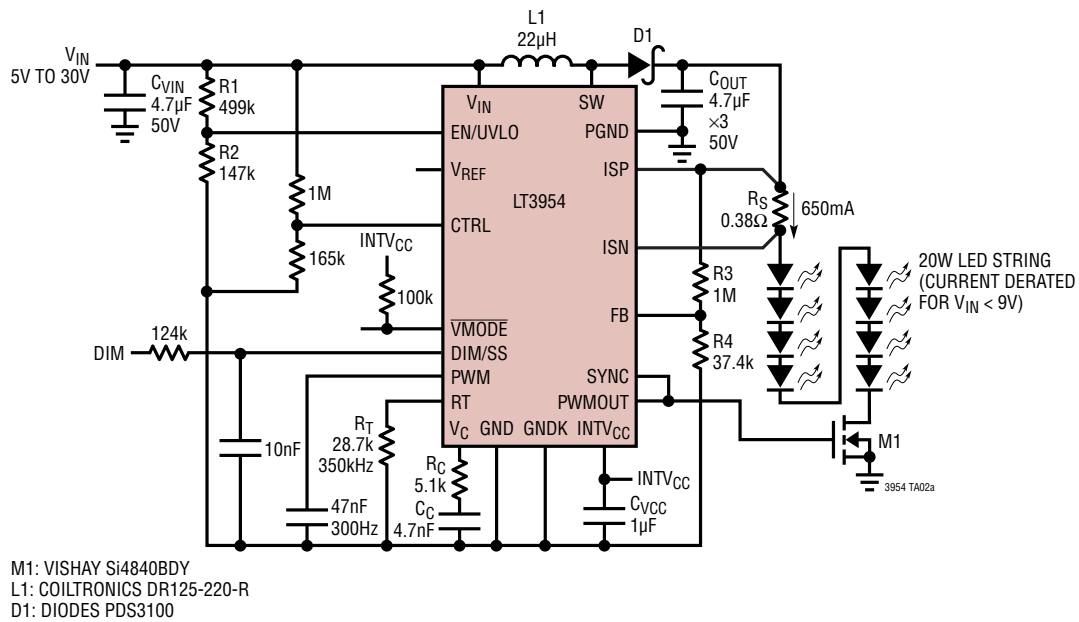 L1
22µH
D1
VIN
5V TO 30V
CVIN
4.7µF
50V
R1
499k
R2
147k
1M
165k
VIN
SW
EN/UVLO
PGND
VREF
ISP
LT3954
CTRL
ISN
INTVCC
100k
VMODE
FB
DIM
124k
DIM/SS
PWM
SYNC
RT
PWMOUT
VC
GND
GNDK
INTVCC
COUT
4.7µF
×3
50V
RS
0.38Ω
650mA
R3
1M
R4
37.4k
20W LED STRING
(CURRENT DERATED
FOR VIN < 9V)
M1
3954 TA02a
10nF
47nF
300Hz
RT
28.7k
350kHz
RC
5.1k
CC
4.7nF
INTVCC
CVCC
1µF
M1: VISHAY Si4840BDY
L1: COILTRONICS DR125-220-R
D1: DIODES PDS3100